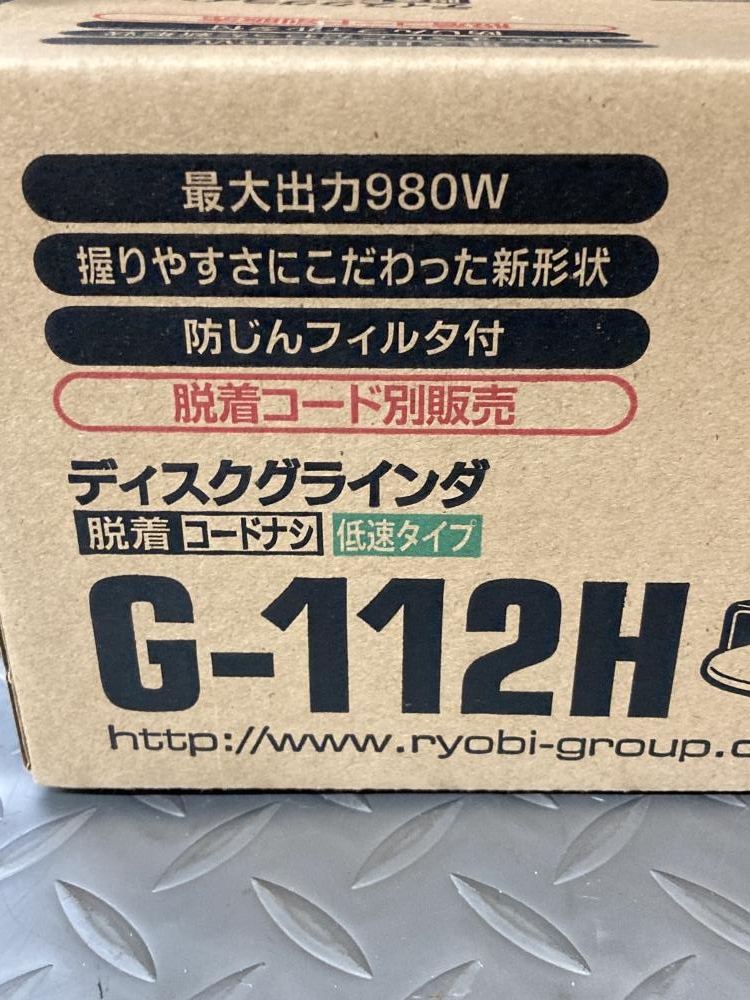 最大出力980W
握りやすさにこだわった新形状
防じんフィルタ付
脱着コード別販売
ディスクグラインダ
脱着 コードナシ 低速タイプ
G-112H
http://www.ryobi-group.c